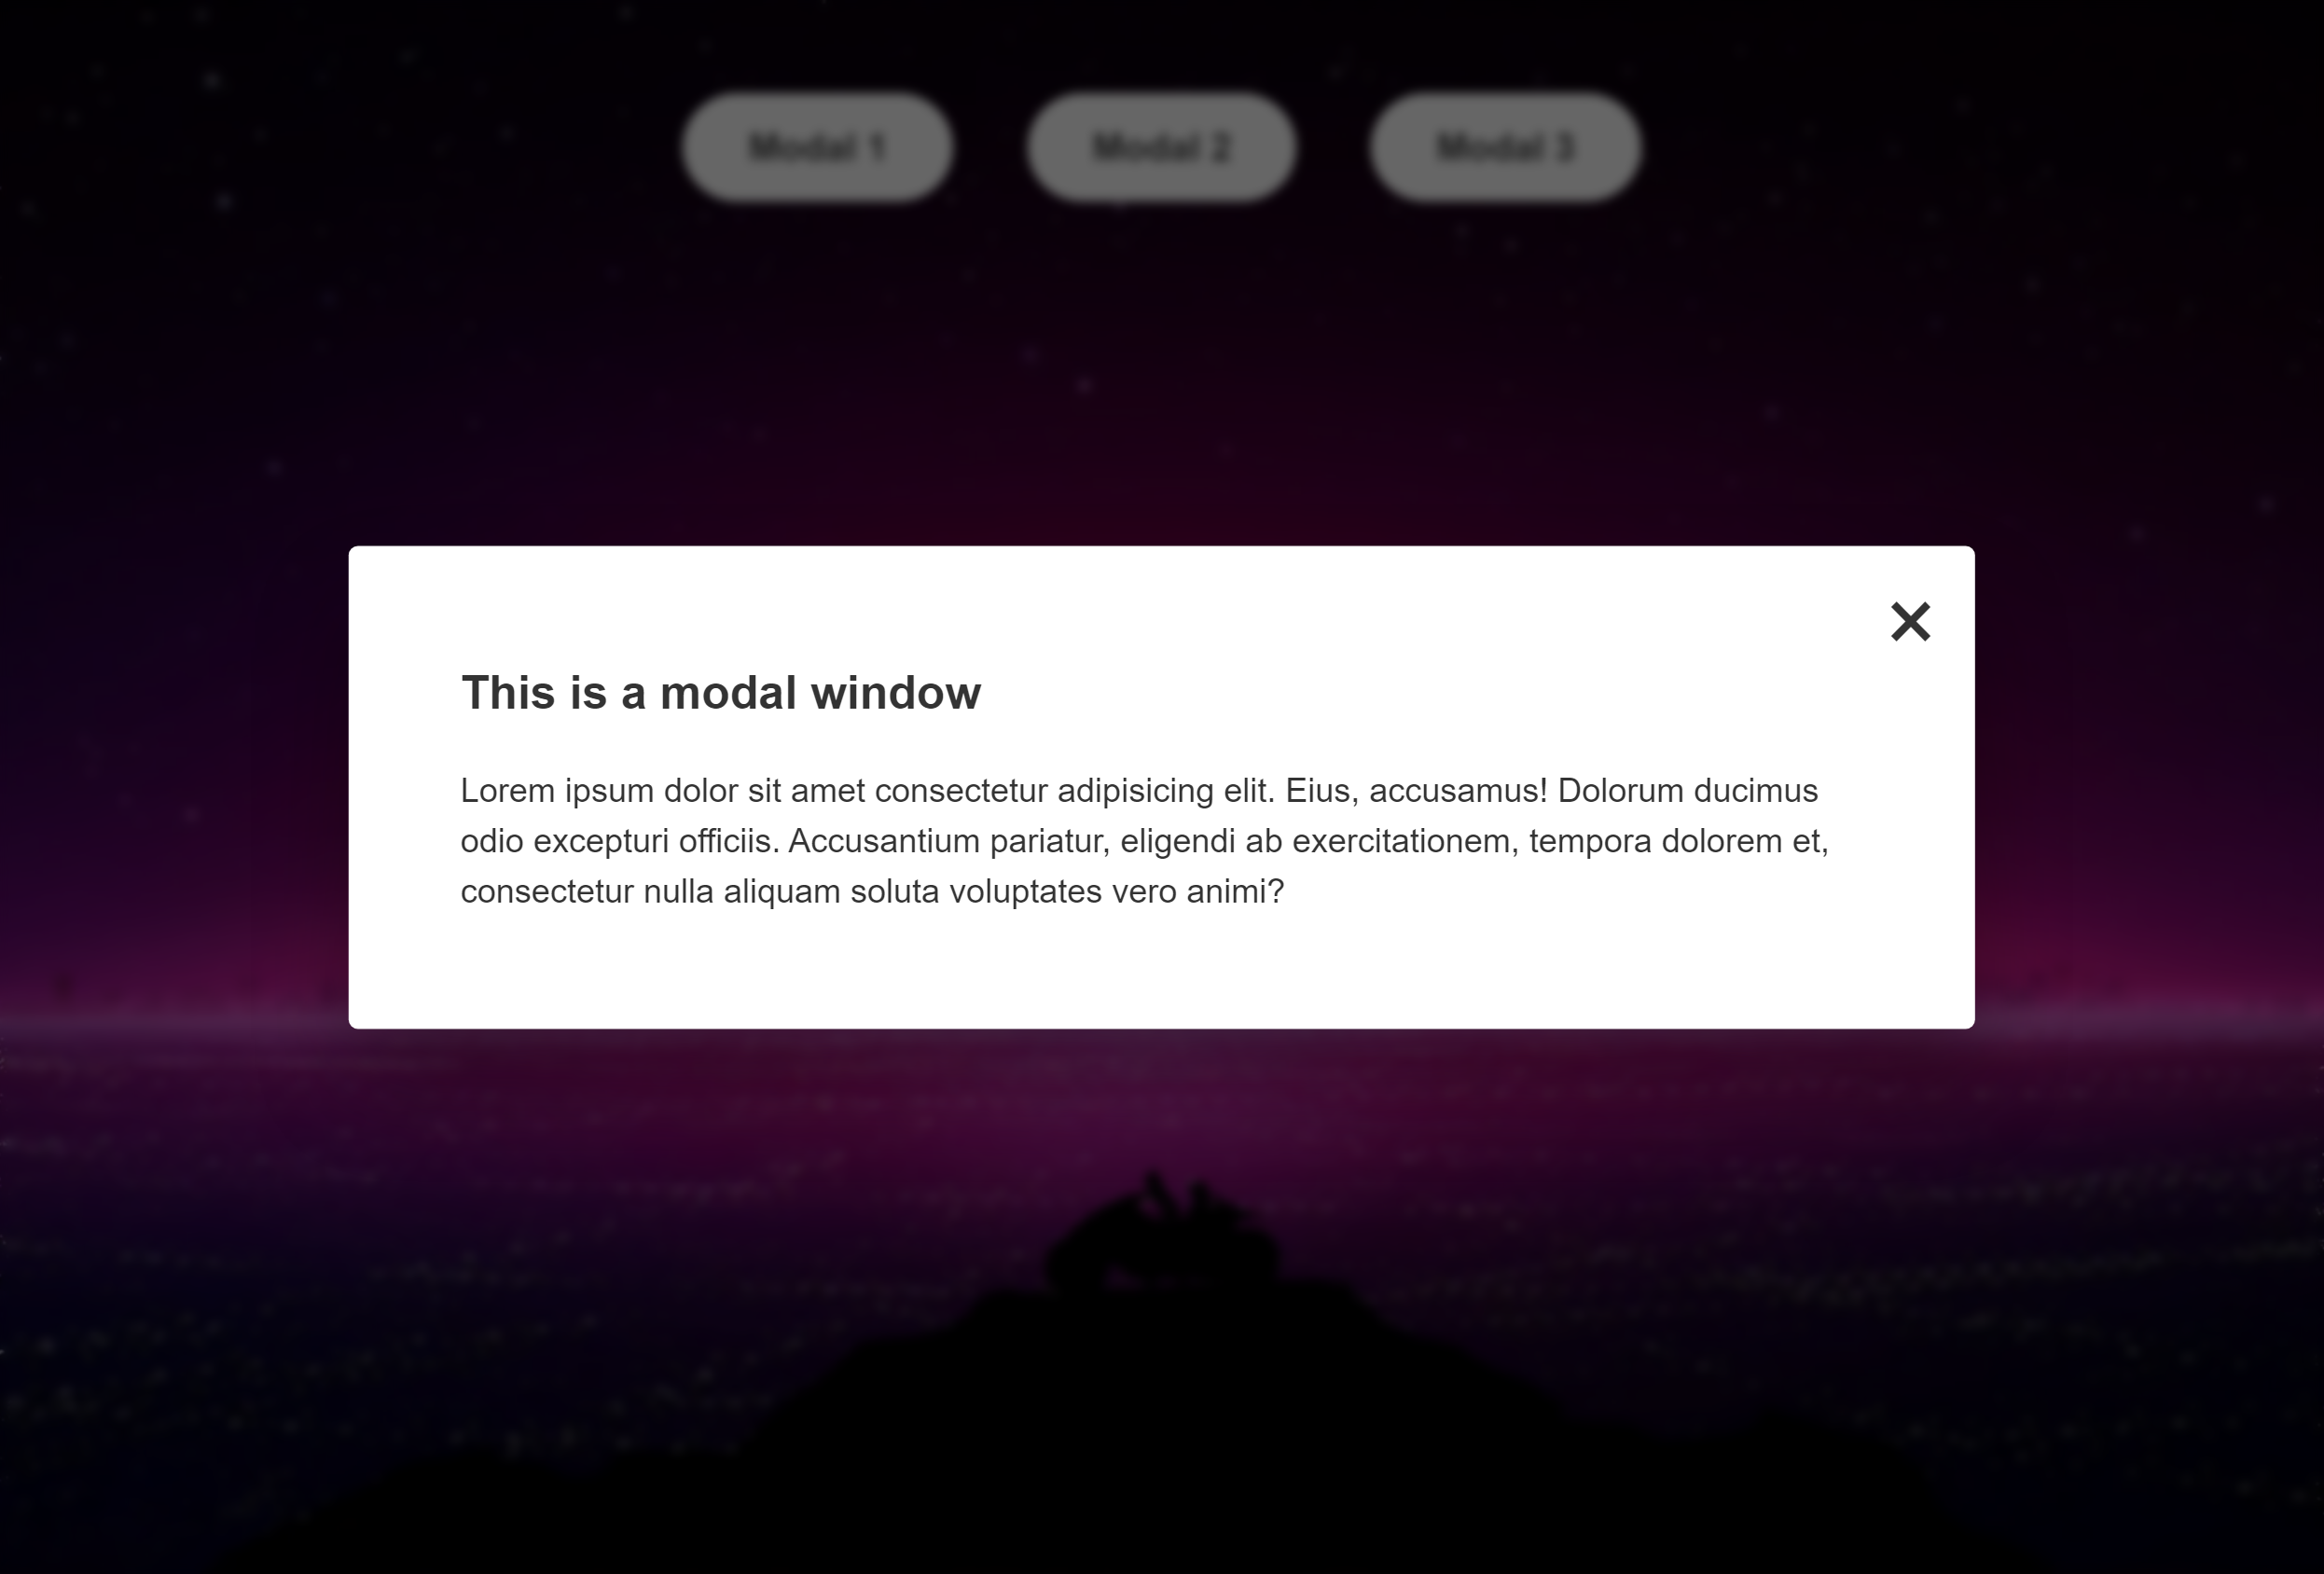 Modal 1 Modal 2 Modal 3
×
This is a modal window
Lorem ipsum dolor sit amet consectetur adipisicing elit. Eius, accusamus! Dolorum ducimus
odio excepturi officiis. Accusantium pariatur, eligendi ab exercitationem, tempora dolorem et,
consectetur nulla aliquam soluta voluptates vero animi?